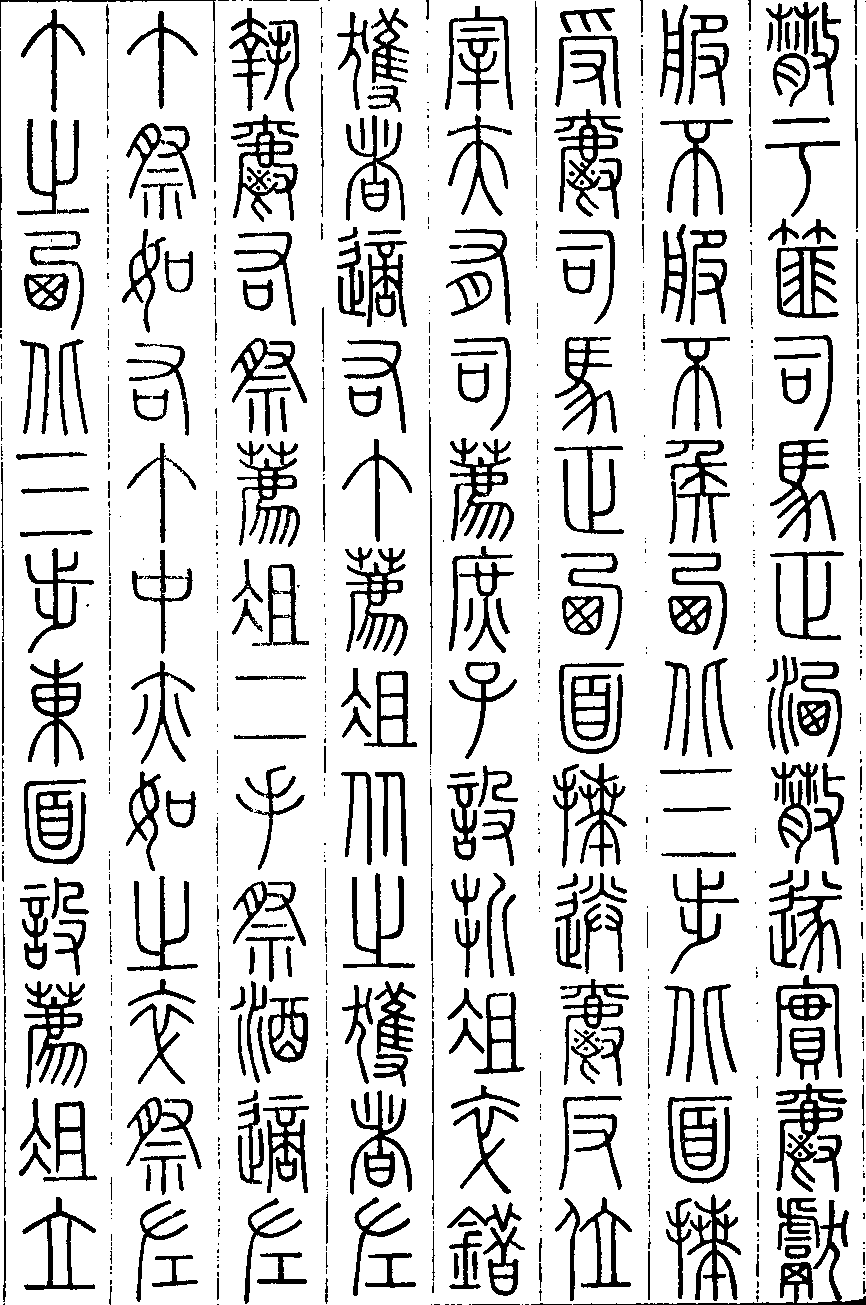 散于篚司馬正洗散遂實爵獻
服不服不侯西北三步北面拜
受爵司馬正西面拜送爵反位
宰夫有司薦庶子設折俎卒錯
獲者適右个薦俎从之獲者左
執爵右祭薦俎二手祭酒適左
个祭如右个中亦如之卒祭左
个之西北三步東面設薦俎立